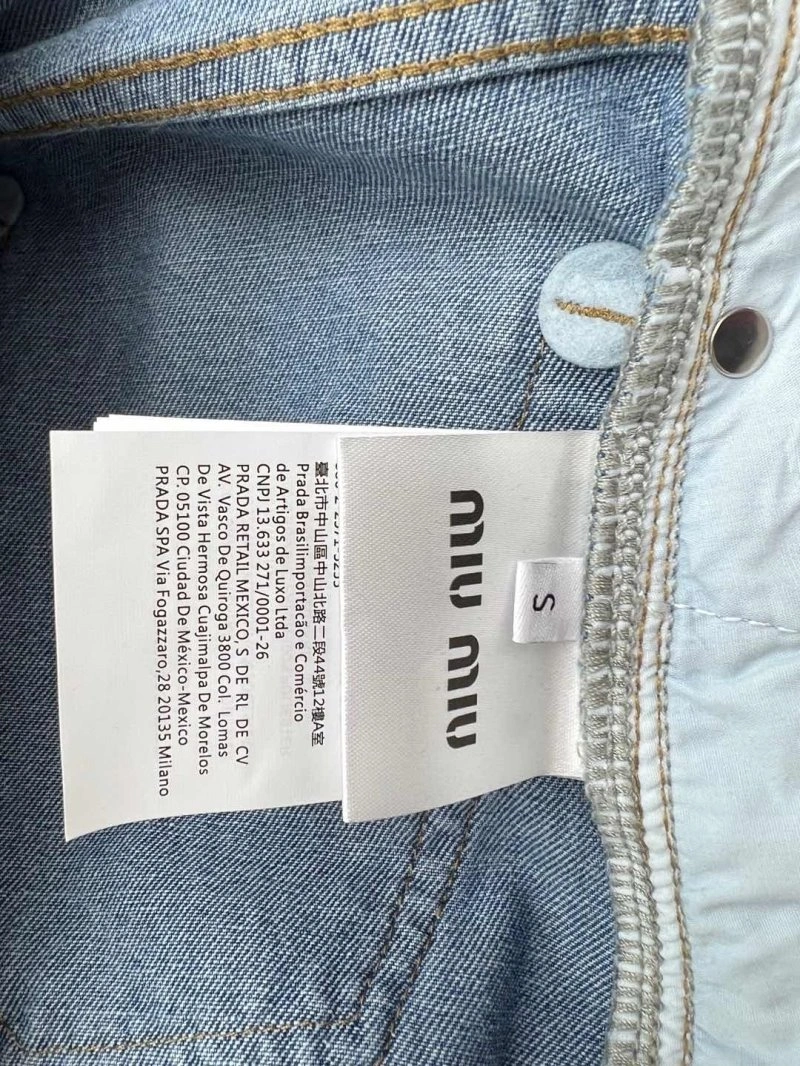 miu miu
S
臺北市中山區中山北路二段44號12樓A室
Prada Brasilimportacão e Comércio
de Artigos de Luxo Ltda
CNPJ 13.633 271/0001-26
PRADA RETAIL MEXICO, S DE RL DE CV
AV. Vasco De Quiroga 3800 Col. Lomas
De Vista Hermosa Cuajimalpa De Morelos
CP. 05100 Ciudad De México-Mexico
PRADA SPA Via Fogazzaro,28 20135 Milano